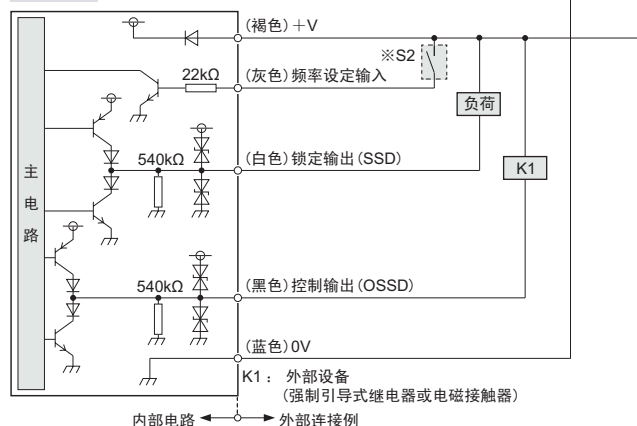 (褐色)＋V
※S2
22kΩ
(灰色)频率设定输入
负荷
540kΩ
(白色)锁定输出(SSD)
主电路
K1
540kΩ
(黑色)控制输出(OSSD)
(蓝色)0V
K1： 外部设备
(强制引导式继电器或电磁接触器)
内部电路
外部连接例